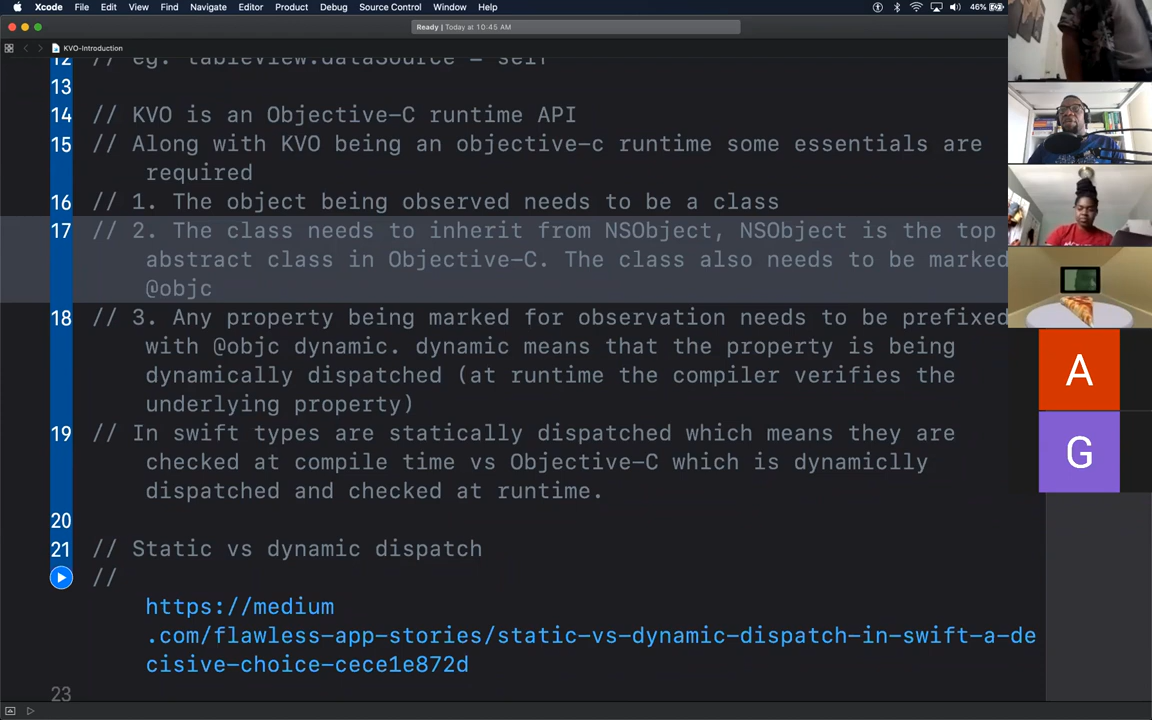 Xcode File Edit View Find Navigate Editor Product Debug Source Control Window Help 46%
Ready | Today at 10:45 AM
KVO-Introduction
12 // eg. tableView.dataSource = self
13
14 // KVO is an Objective-C runtime API
15 // Along with KVO being an objective-c runtime some essentials are
required
16 // 1. The object being observed needs to be a class
17 // 2. The class needs to inherit from NSObject, NSObject is the top
abstract class in Objective-C. The class also needs to be marked
@objc
18 // 3. Any property being marked for observation needs to be prefixed
with @objc dynamic. dynamic means that the property is being
dynamically dispatched (at runtime the compiler verifies the
underlying property)
19 // In swift types are statically dispatched which means they are
checked at compile time vs Objective-C which is dynamiclly
dispatched and checked at runtime.
20
21 // Static vs dynamic dispatch
//
https://medium
.com/flawless-app-stories/static-vs-dynamic-dispatch-in-swift-a-de
cisive-choice-cece1e872d
23
A
G